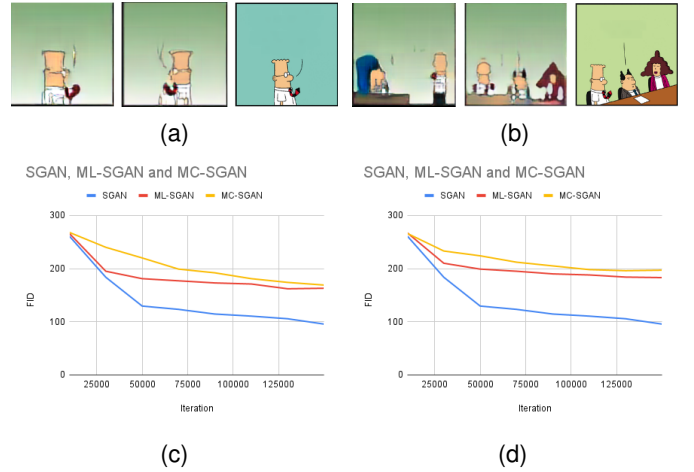 (a)
(b)
SGAN, ML-SGAN and MC-SGAN
SGAN ML-SGAN MC-SGAN
300
200
100
0
FID
25000 50000 75000 100000 125000
Iteration
(c)
SGAN, ML-SGAN and MC-SGAN
SGAN ML-SGAN MC-SGAN
300
200
100
0
FID
25000 50000 75000 100000 125000
Iteration
(d)